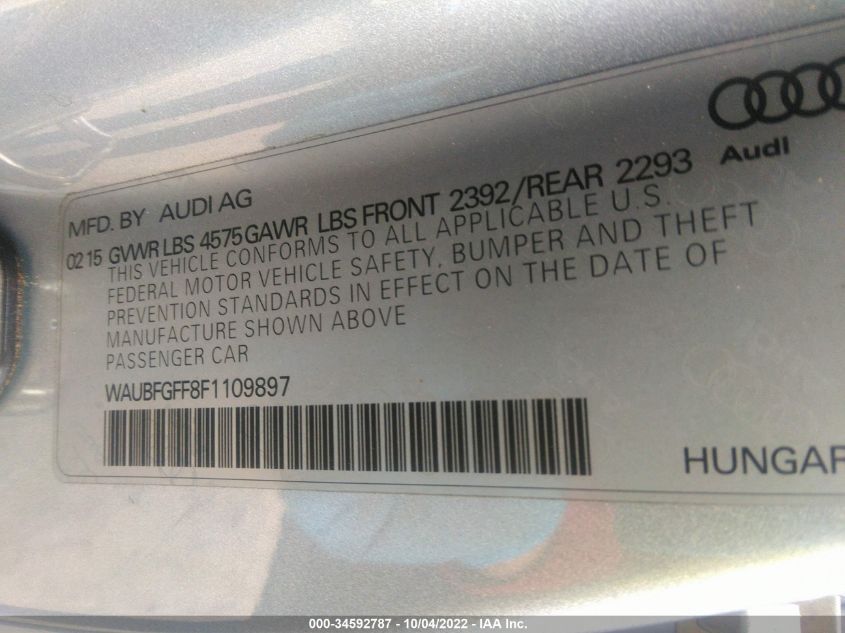 Audi
MFD. BY AUDI AG
02 15 GVWR LBS 4575 GAWR LBS FRONT 2392/REAR 2293
THIS VEHICLE CONFORMS TO ALL APPLICABLE U.S.
FEDERAL MOTOR VEHICLE SAFETY, BUMPER AND THEFT
PREVENTION STANDARDS IN EFFECT ON THE DATE OF
MANUFACTURE SHOWN ABOVE
PASSENGER CAR
WAUBFGFF8F1109897
HUNGAR
000-34592787 - 10/04/2022 - IAA Inc.